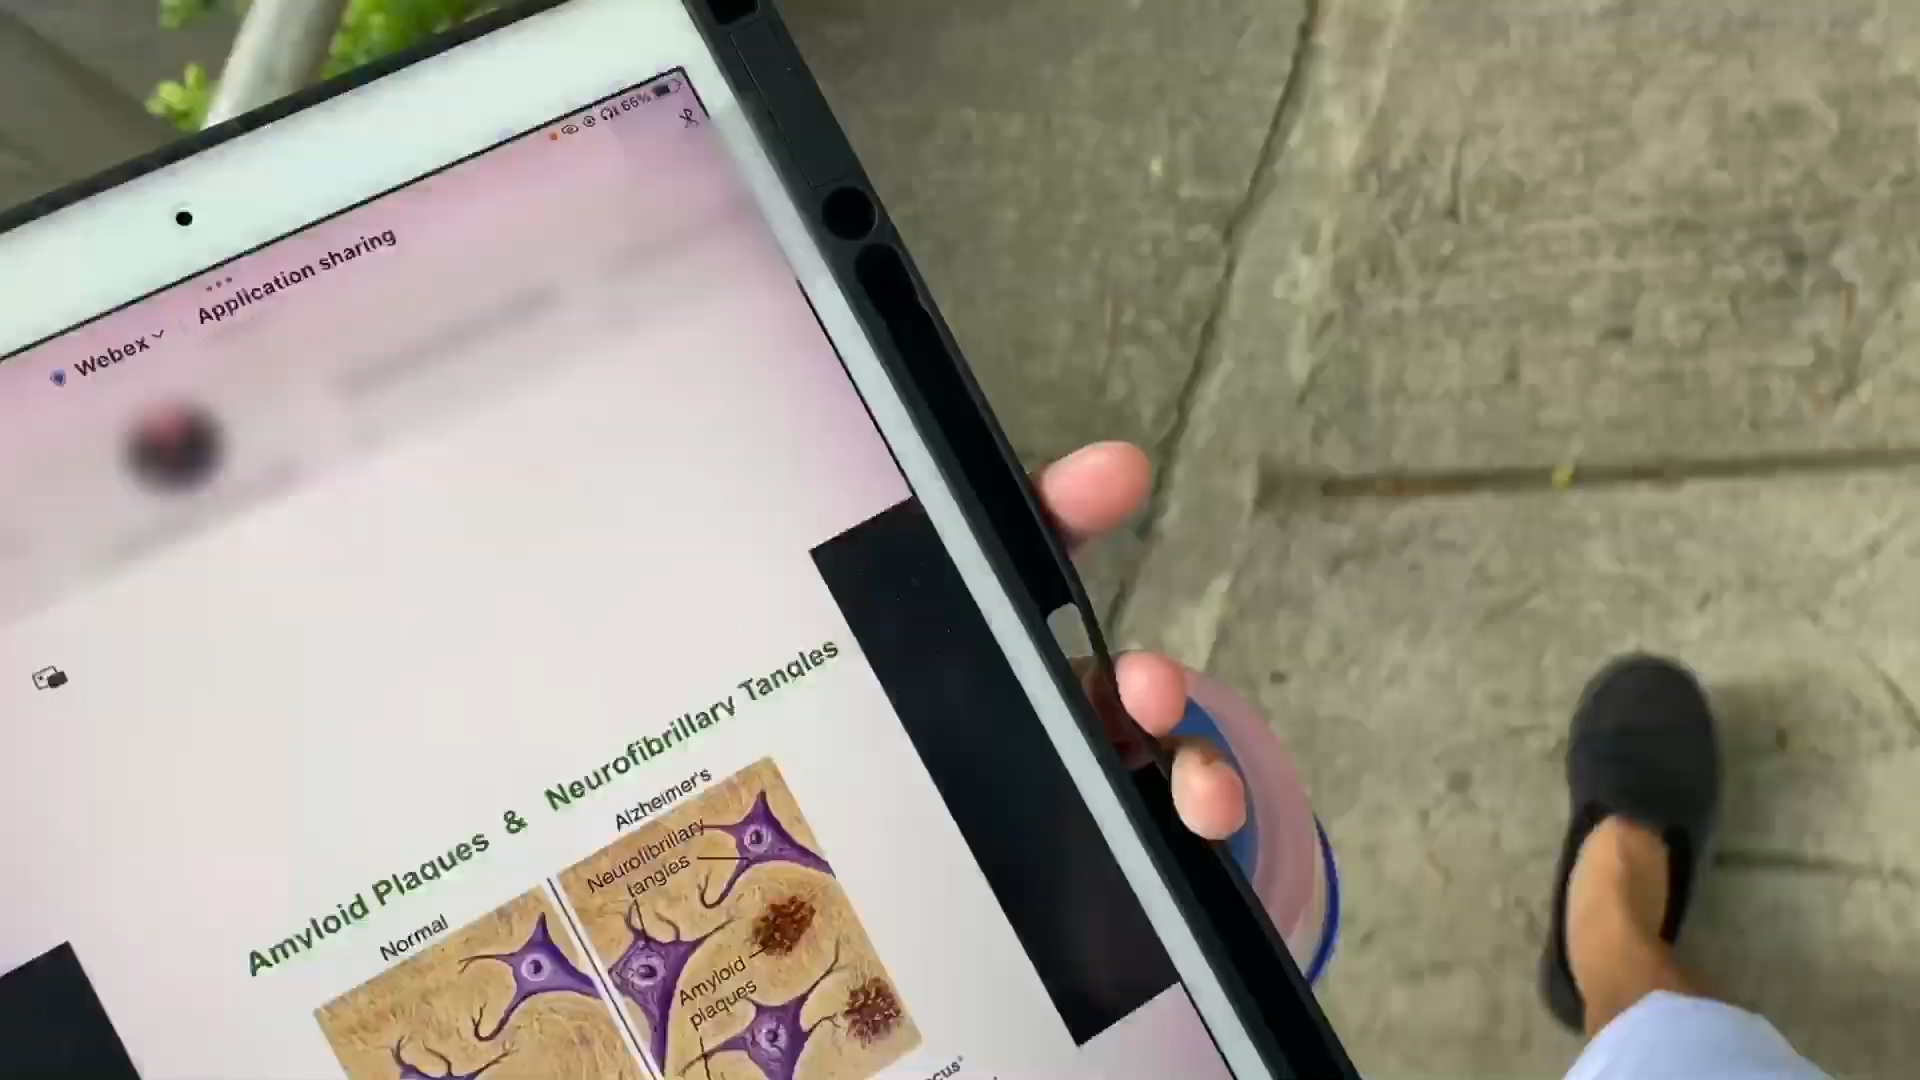 66%
Webex
Application sharing
Amyloid Plaques & Neurofibrillary Tangles
Normal
Alzheimer's
Neurofibrillary
tangles
Amyloid
plaques